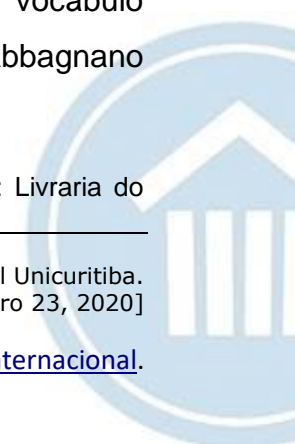 vocábulo
bbagnano
: Livraria do
l Unicuritiba.
ro 23, 2020]
ternacional.